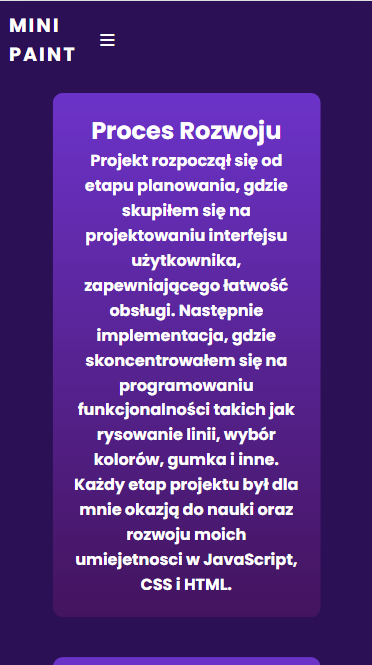 MINI
PAINT
Proces Rozwoju
Projekt rozpoczął się od
etapu planowania, gdzie
skupiłem się na
projektowaniu interfejsu
użytkownika,
zapewniającego łatwość
obsługi. Następnie
implementacja, gdzie
skoncentrowałem się na
programowaniu
funkcjonalności takich jak
rysowanie linii, wybór
kolorów, gumka i inne.
Każdy etap projektu był dla
mnie okazją do nauki oraz
rozwoju moich
umiejetnosci w JavaScript,
CSS i HTML.